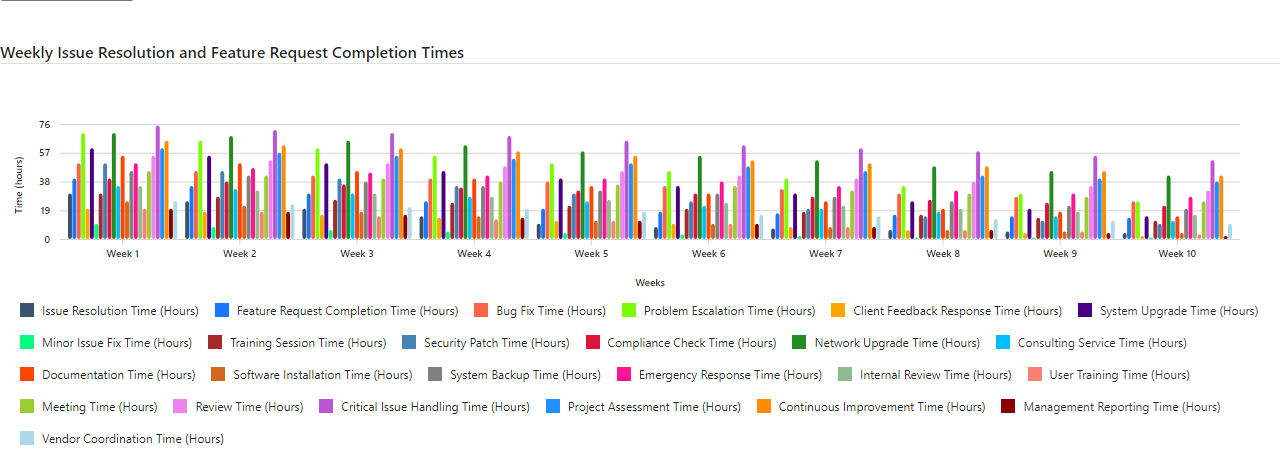 Weekly Issue Resolution and Feature Request Completion Times
76
57
38
19
0
Time (hours)
Week 1 Week 2 Week 3 Week 4 Week 5 Week 6 Week 7 Week 8 Week 9 Week 10
Weeks
Issue Resolution Time (Hours) Feature Request Completion Time (Hours) Bug Fix Time (Hours) Problem Escalation Time (Hours) Client Feedback Response Time (Hours) System Upgrade Time (Hours)
Minor Issue Fix Time (Hours) Training Session Time (Hours) Security Patch Time (Hours) Compliance Check Time (Hours) Network Upgrade Time (Hours) Consulting Service Time (Hours)
Documentation Time (Hours) Software Installation Time (Hours) System Backup Time (Hours) Emergency Response Time (Hours) Internal Review Time (Hours) User Training Time (Hours)
Meeting Time (Hours) Review Time (Hours) Critical Issue Handling Time (Hours) Project Assessment Time (Hours) Continuous Improvement Time (Hours) Management Reporting Time (Hours)
Vendor Coordination Time (Hours)